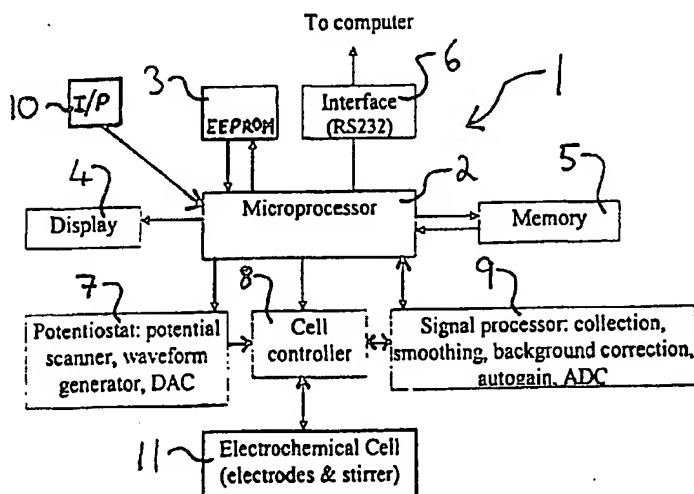 To computer
6
3
1
10
I/P
EEPROM
Interface
(RS232)
2
4
5
Display
Microprocessor
Memory
7
8
9
Potentiostat: potential
scanner, waveform
generator, DAC
Cell
controller
Signal processor: collection,
smoothing, background correction,
autogain, ADC
11
Electrochemical Cell
(electrodes & stirrer)